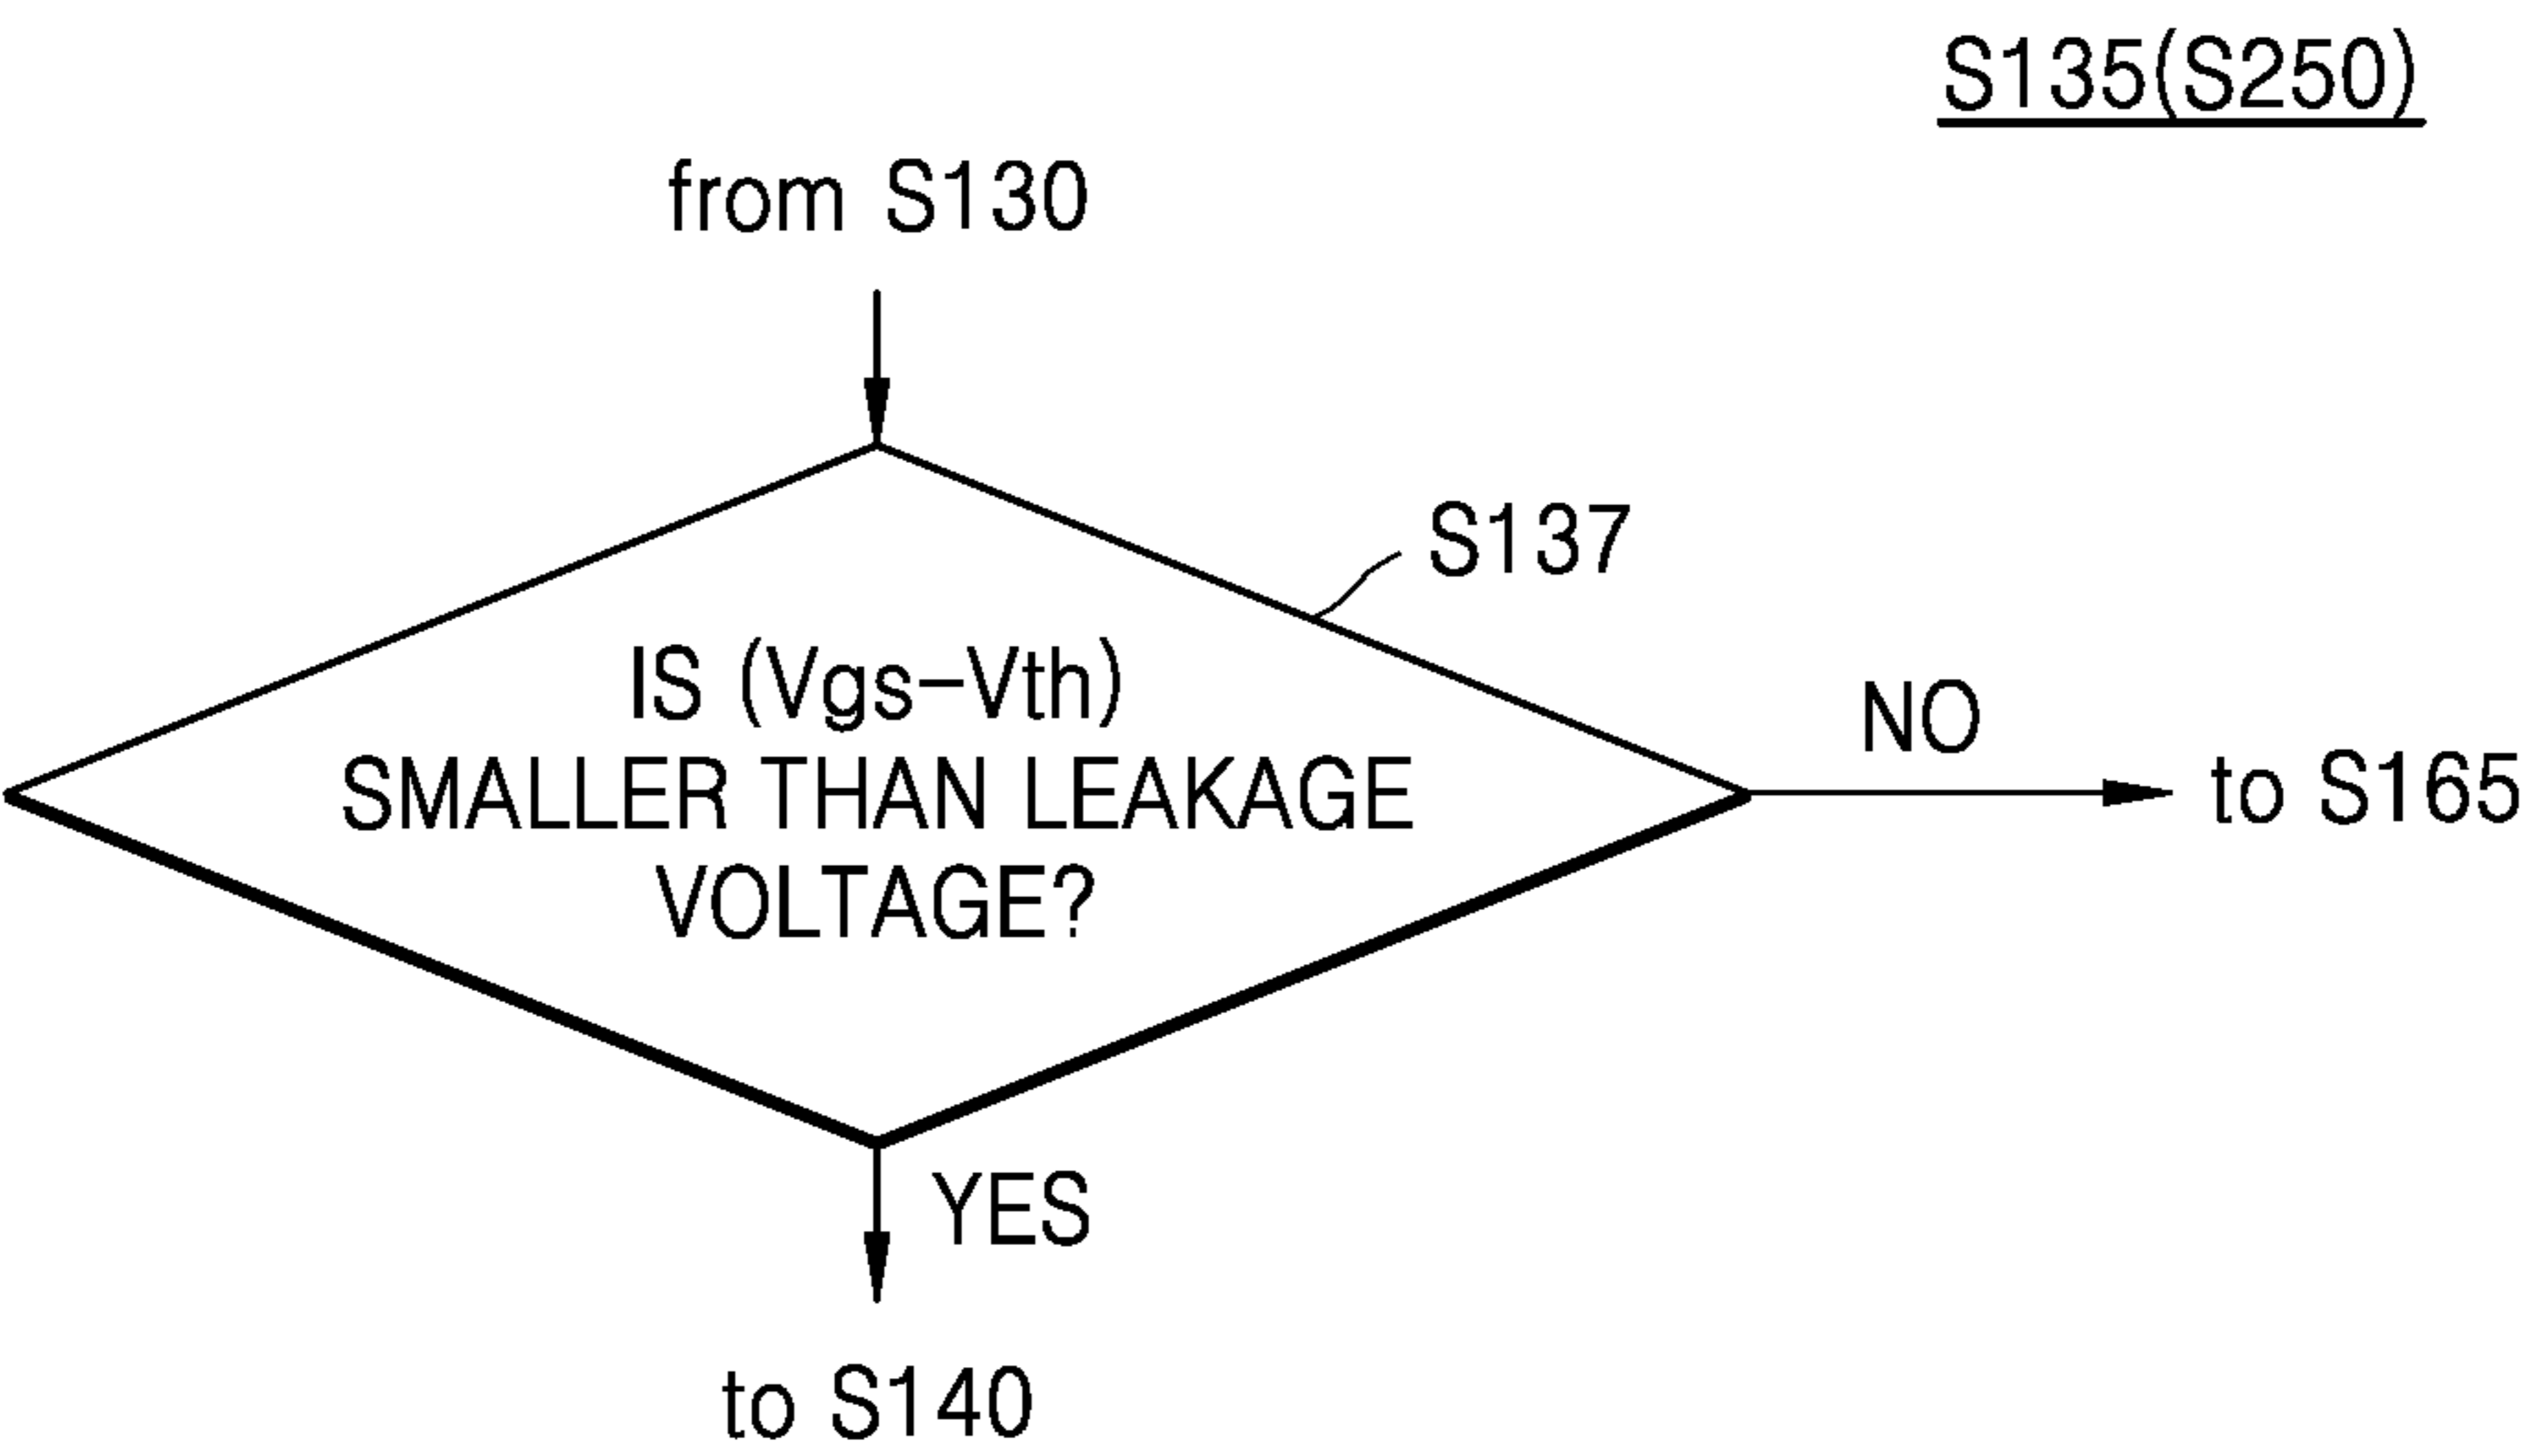 S135(S250)
from S130
S137
IS (Vgs-Vth)
SMALLER THAN LEAKAGE
VOLTAGE?
NO
to S165
YES
to S140